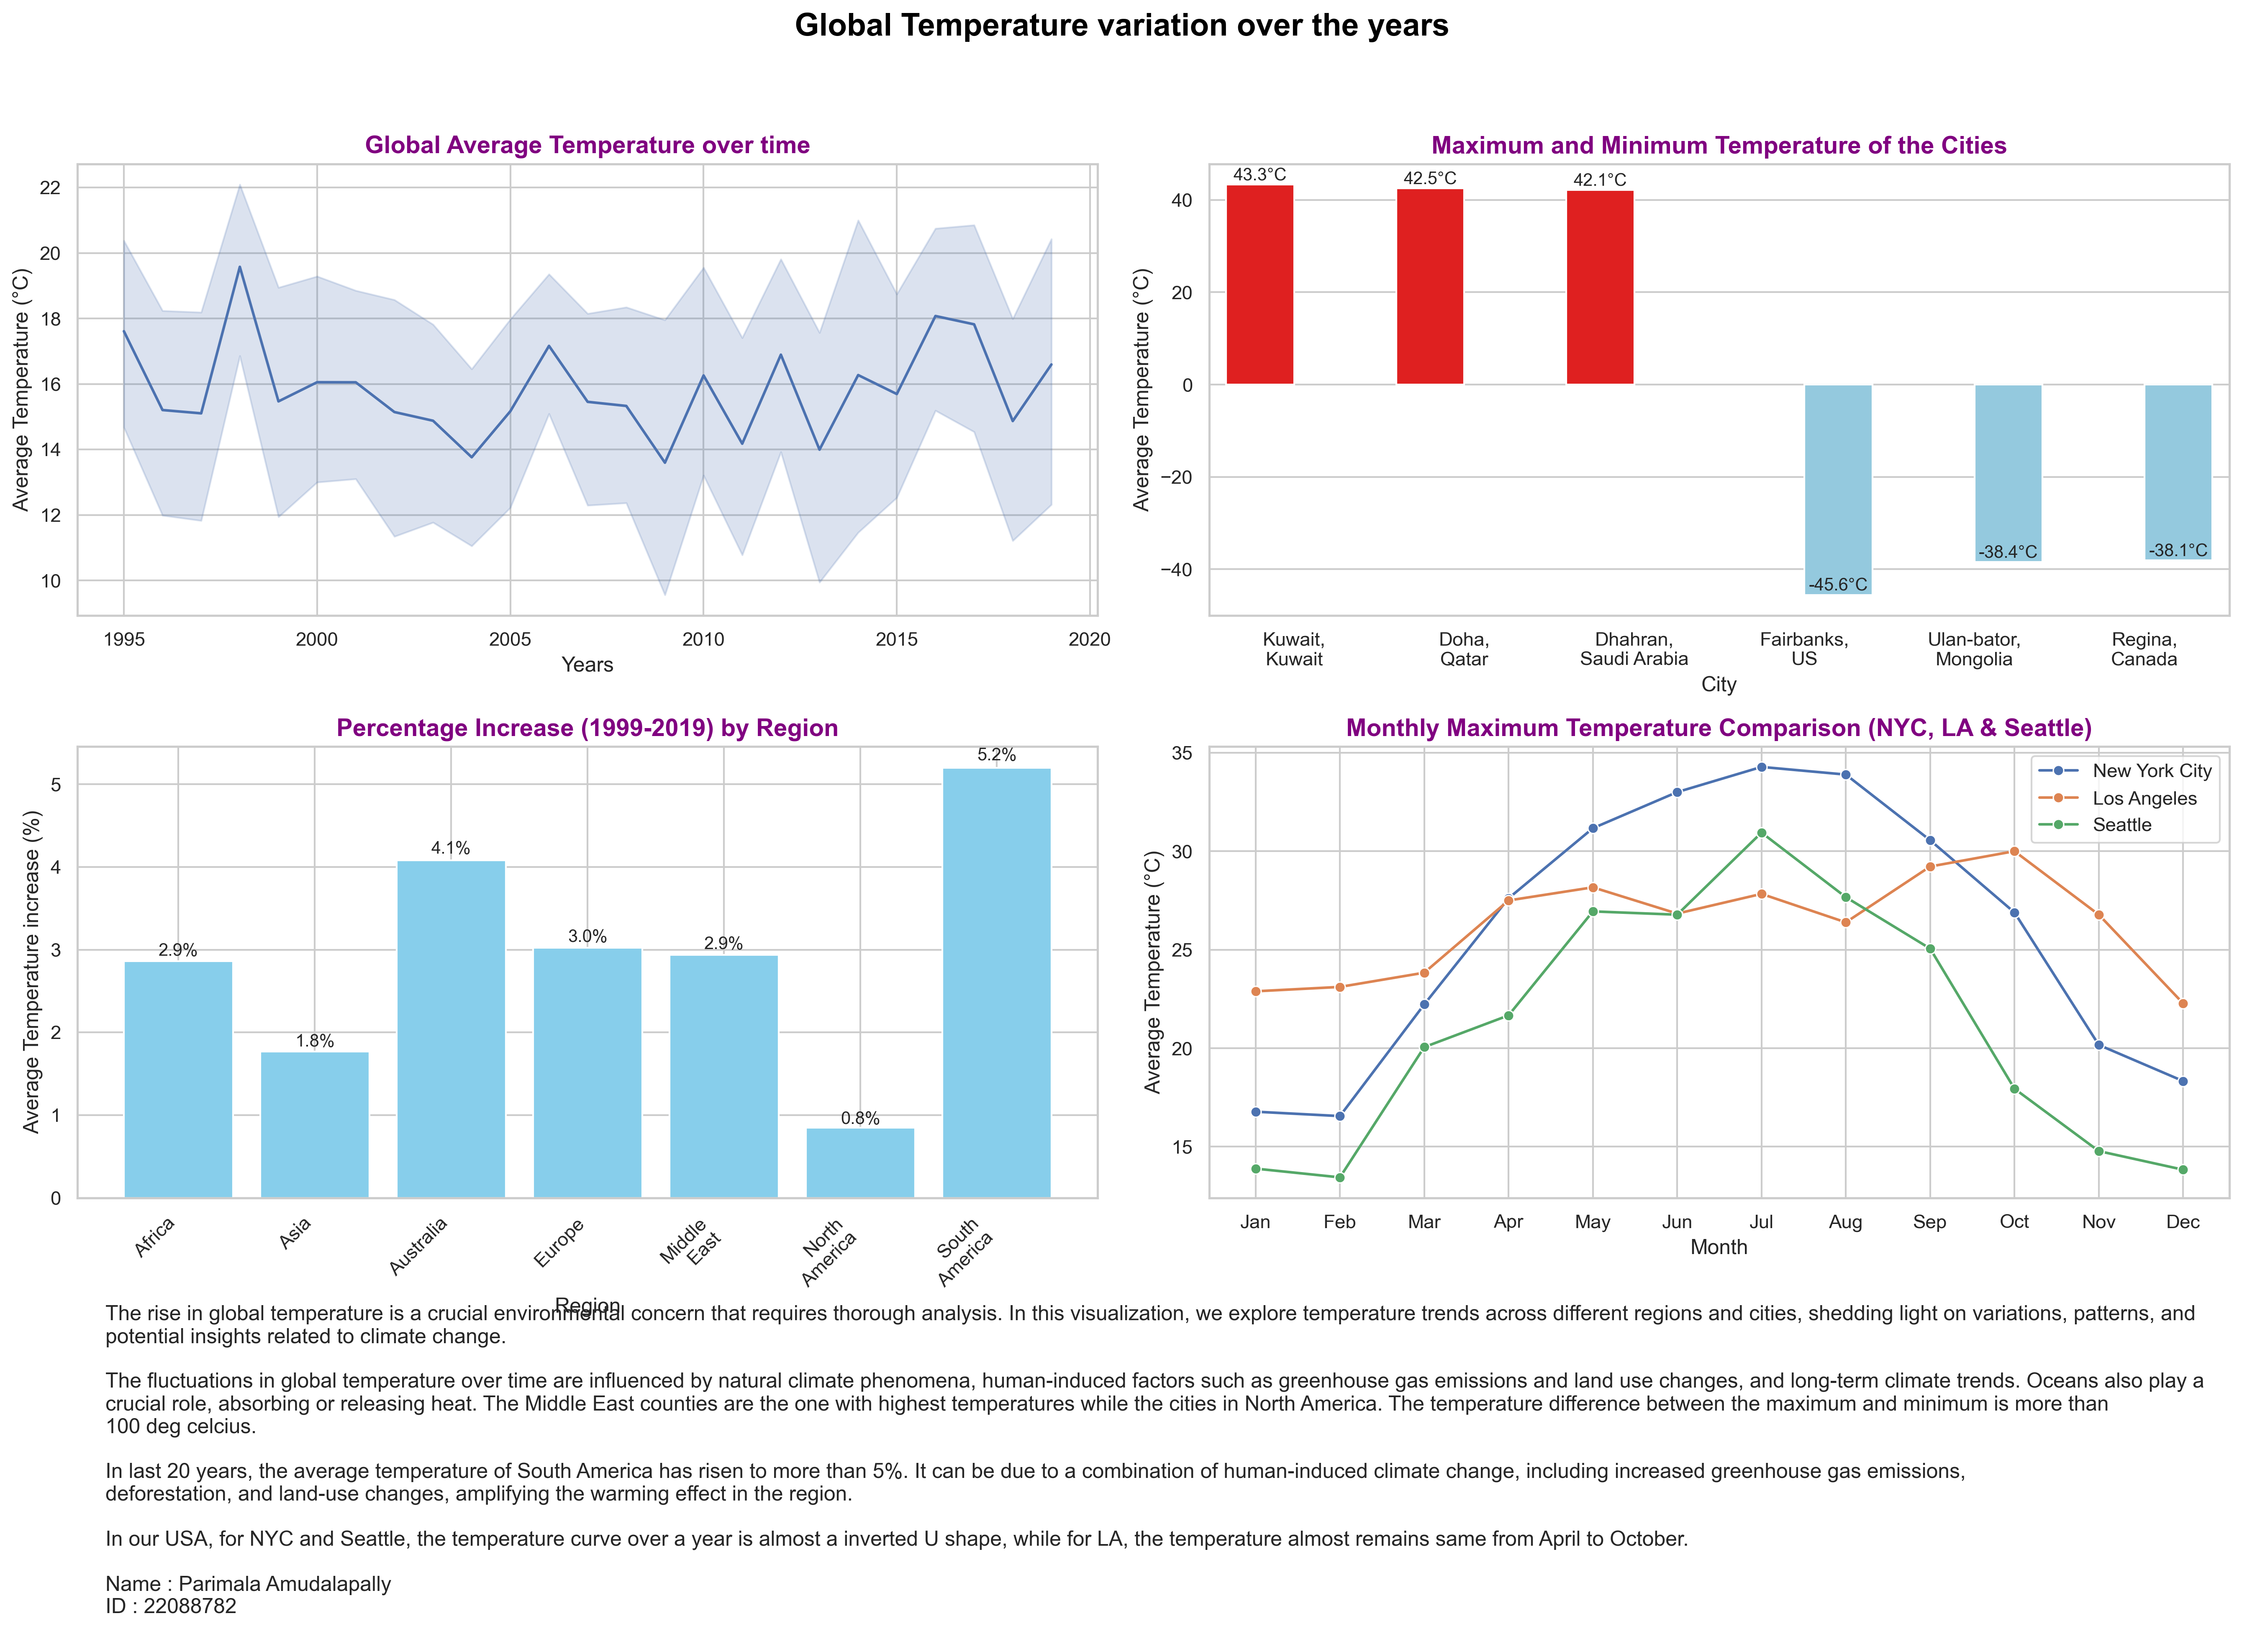 Global Temperature variation over the years
Global Average Temperature over time
Average Temperature (°C)
22
20
18
16
14
12
10
1995 2000 2005 2010 2015 2020
Years
Maximum and Minimum Temperature of the Cities
Average Temperature (°C)
40
20
0
−20
−40
43.3°C 42.5°C 42.1°C
-45.6°C -38.4°C -38.1°C
Kuwait, Doha, Dhahran, Fairbanks, Ulan-bator, Regina,
Kuwait Qatar Saudi Arabia US Mongolia Canada
City
Percentage Increase (1999-2019) by Region
Average Temperature increase (%)
5
4
3
2
1
0
2.9% 1.8% 4.1% 3.0% 2.9% 0.8% 5.2%
Africa
Asia
Australia
Europe
Middle
East
North
America
South
America
Region
Monthly Maximum Temperature Comparison (NYC, LA & Seattle)
Average Temperature (°C)
35
30
25
20
15
New York City
Los Angeles
Seattle
Jan Feb Mar Apr May Jun Jul Aug Sep Oct Nov Dec
Month
The rise in global temperature is a crucial environmental concern that requires thorough analysis. In this visualization, we explore temperature trends across different regions and cities, shedding light on variations, patterns, and
potential insights related to climate change.
The fluctuations in global temperature over time are influenced by natural climate phenomena, human-induced factors such as greenhouse gas emissions and land use changes, and long-term climate trends. Oceans also play a
crucial role, absorbing or releasing heat. The Middle East counties are the one with highest temperatures while the cities in North America. The temperature difference between the maximum and minimum is more than
100 deg celcius.
In last 20 years, the average temperature of South America has risen to more than 5%. It can be due to a combination of human-induced climate change, including increased greenhouse gas emissions,
deforestation, and land-use changes, amplifying the warming effect in the region.
In our USA, for NYC and Seattle, the temperature curve over a year is almost a inverted U shape, while for LA, the temperature almost remains same from April to October.
Name : Parimala Amudalapally
ID : 22088782